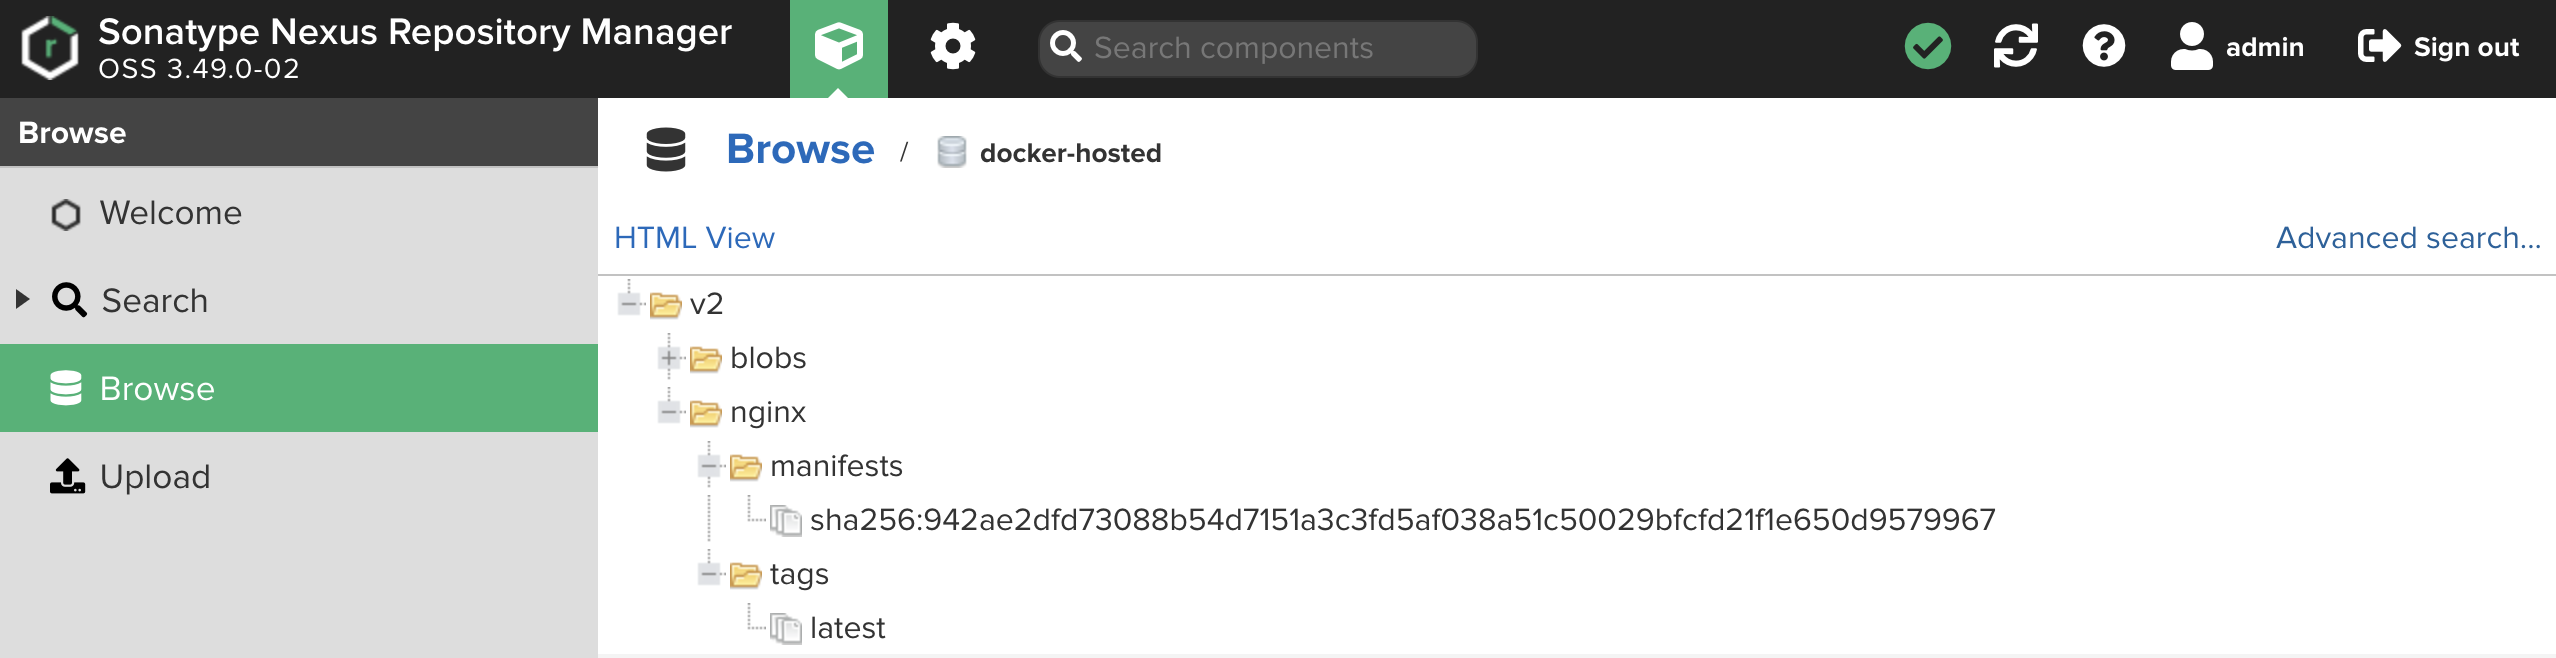 Sonatype Nexus Repository Manager
OSS 3.49.0-02
Search components
admin
Sign out
Browse
Welcome
Search
Browse
Upload
Browse / docker-hosted
HTML View
Advanced search...
v2
blobs
nginx
manifests
sha256:942ae2dfd73088b54d7151a3c3fd5af038a51c50029bfcfd21f1e650d9579967
tags
latest